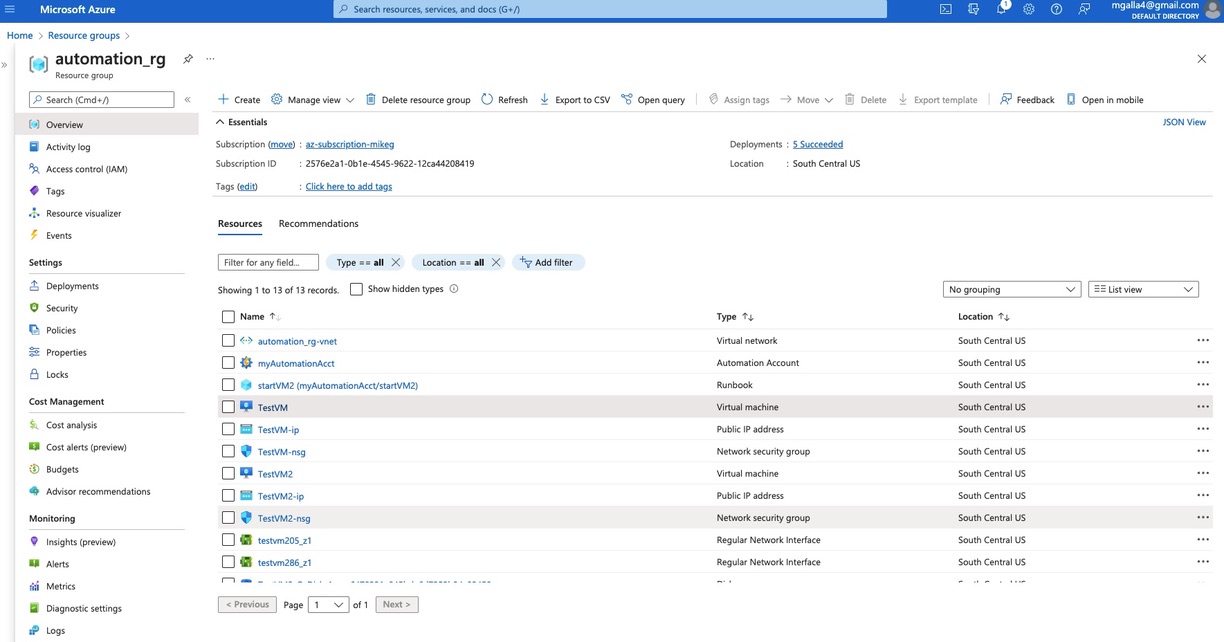 Microsoft Azure
Search resources, services, and docs (G+/)
1
mgalla4@gmail.com
DEFAULT DIRECTORY
Home > Resource groups >
automation_rg
Resource group
Search (Cmd+/)
Overview
Activity log
Access control (IAM)
Tags
Resource visualizer
Events
Settings
Deployments
Security
Policies
Properties
Locks
Cost Management
Cost analysis
Cost alerts (preview)
Budgets
Advisor recommendations
Monitoring
Insights (preview)
Alerts
Metrics
Diagnostic settings
Logs
Create Manage view Delete resource group Refresh Export to CSV Open query Assign tags Move Delete Export template Feedback Open in mobile
Essentials JSON View
Subscription (move) : az-subscription-mikeg Deployments : 5 Succeeded
Subscription ID : 2576e2a1-0b1e-4545-9622-12ca44208419 Location : South Central US
Tags (edit) : Click here to add tags
Resources Recommendations
Filter for any field... Type == all Location == all Add filter
Showing 1 to 13 of 13 records. Show hidden types No grouping List view
Name Type Location
automation_rg-vnet Virtual network South Central US
myAutomationAcct Automation Account South Central US
startVM2 (myAutomationAcct/startVM2) Runbook South Central US
TestVM Virtual machine South Central US
TestVM-ip Public IP address South Central US
TestVM-nsg Network security group South Central US
TestVM2 Virtual machine South Central US
TestVM2-ip Public IP address South Central US
TestVM2-nsg Network security group South Central US
testvm205_z1 Regular Network Interface South Central US
testvm286_z1 Regular Network Interface South Central US
< Previous Page 1 of 1 Next >